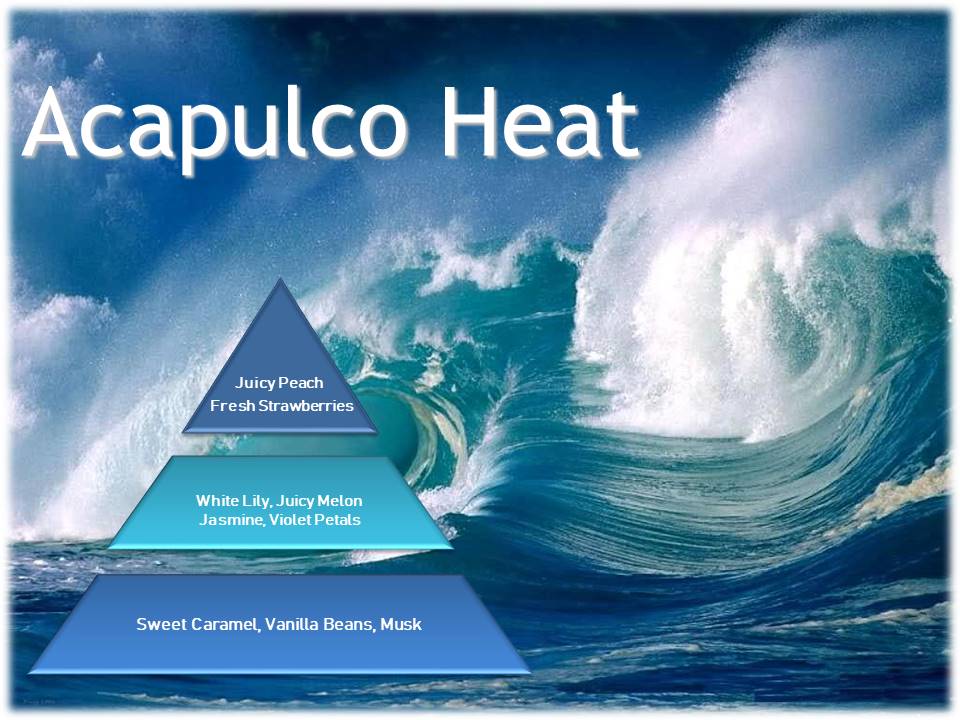 Acapulco Heat
Juicy Peach
Fresh Strawberries
White Lily, Juicy Melon
Jasmine, Violet Petals
Sweet Caramel, Vanilla Beans, Musk